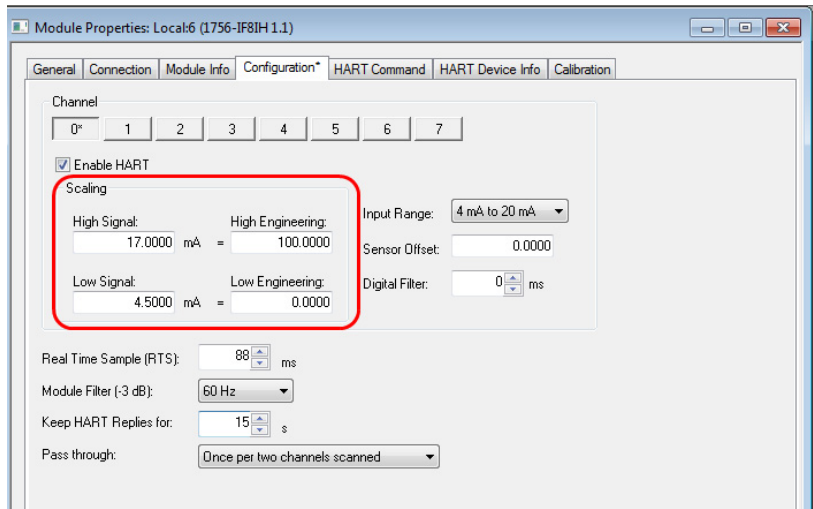 Module Properties: Local:6 (1756-IF8IH 1.1)
General Connection Module Info Configuration* HART Command HART Device Info Calibration
Channel
0* 1 2 3 4 5 6 7
Enable HART
Scaling
High Signal: High Engineering: Input Range: 4 mA to 20 mA
17.0000 mA = 100.0000 Sensor Offset: 0.0000
Low Signal: Low Engineering: Digital Filter: 0 ms
4.5000 mA = 0.0000
Real Time Sample (RTS): 88 ms
Module Filter (-3 dB): 60 Hz
Keep HART Replies for: 15 s
Pass through: Once per two channels scanned